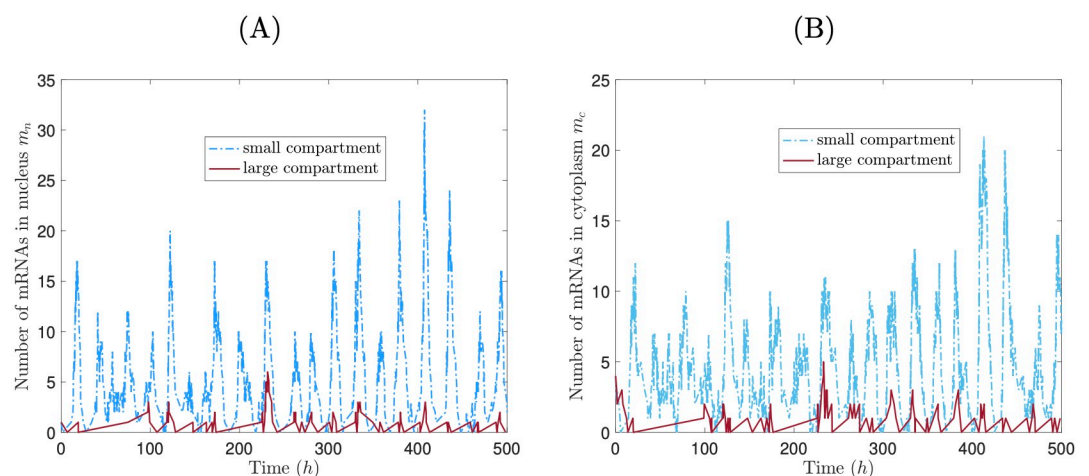 (A)
(B)
35
30
25
20
15
10
5
0
Number of mRNAs in nucleus m_n
small compartment
large compartment
0 100 200 300 400 500
Time (h)
25
20
15
10
5
0
Number of mRNAs in cytoplasm m_c
small compartment
large compartment
0 100 200 300 400 500
Time (h)